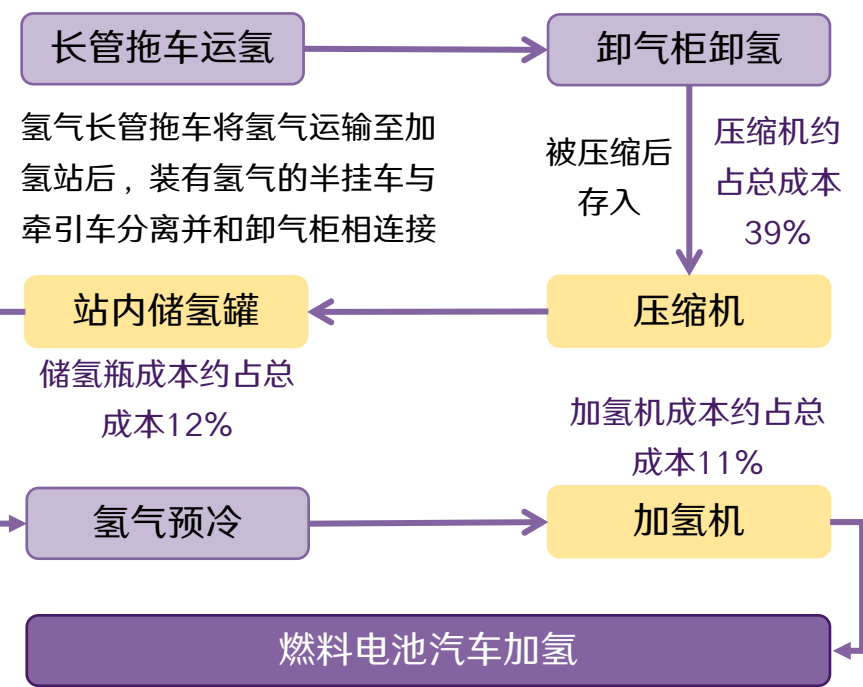 长管拖车运氢
卸气柜卸氢
氢气长管拖车将氢气运输至加
氢站后，装有氢气的半挂车与
牵引车分离并和卸气柜相连接
被压缩后
存入
压缩机约
占总成本
39%
站内储氢罐
压缩机
储氢瓶成本约占总
成本12%
加氢机成本约占总
成本11%
氢气预冷
加氢机
燃料电池汽车加氢